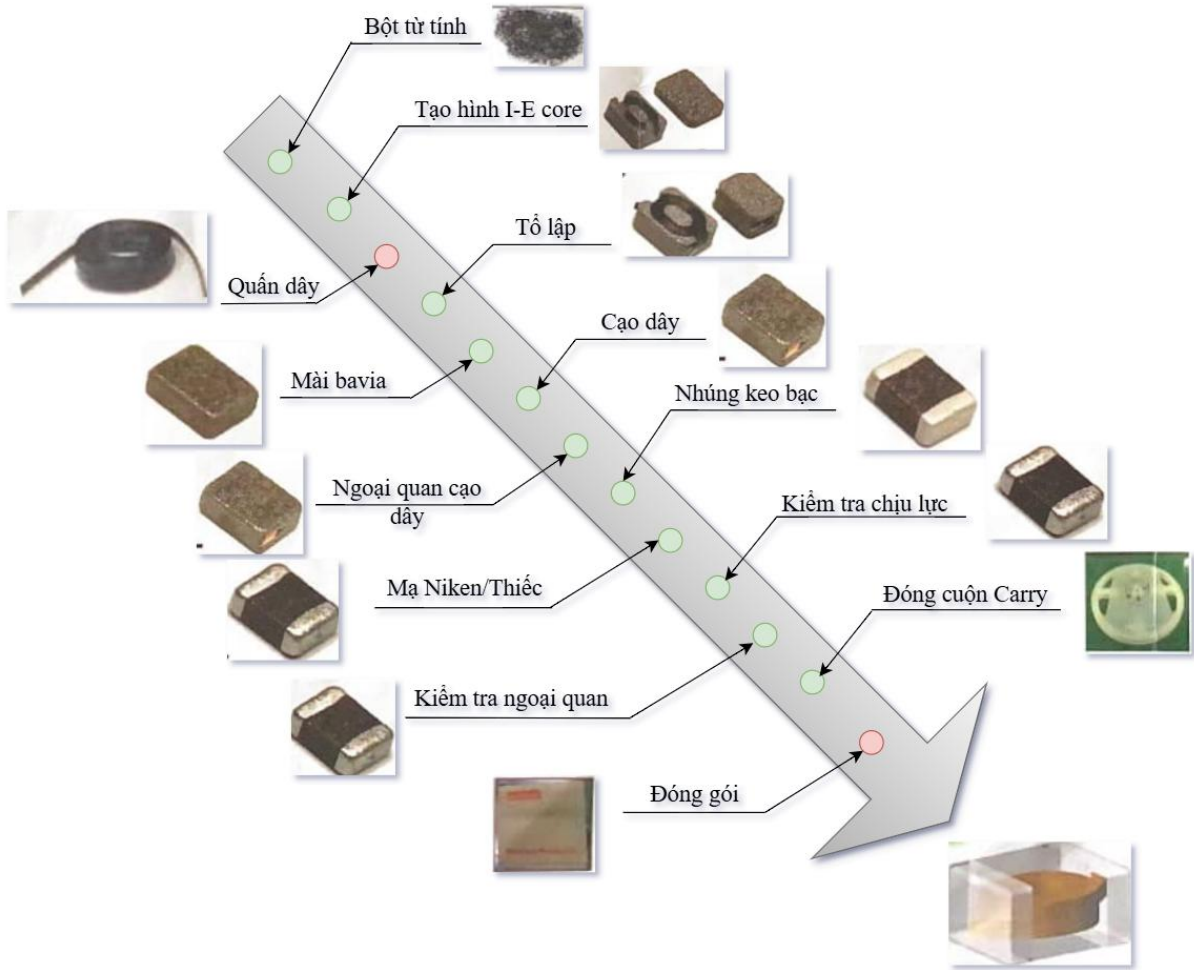 Bột từ tính
Tạo hình I-E core
Quấn dây
Tổ lập
Mài bavia
Cạo dây
Ngoại quan cạo
dây
Nhúng keo bạc
Mạ Niken/Thiếc
Kiểm tra chịu lực
Kiểm tra ngoại quan
Đóng cuộn Carry
Đóng gói